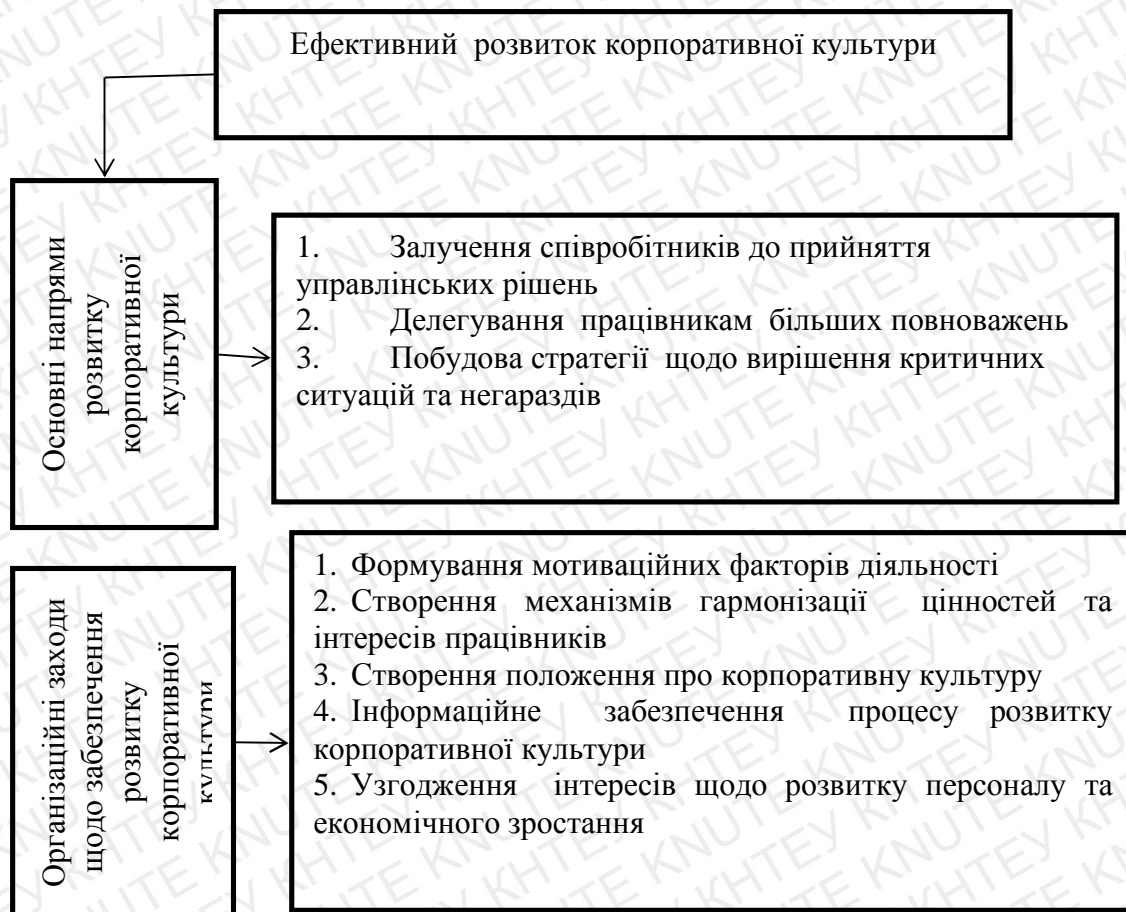 Ефективний розвиток корпоративної культури
Основні напрями
розвитку
корпоративної
культури
1. Залучення співробітників до прийняття
управлінських рішень
2. Делегування працівникам більших повноважень
3. Побудова стратегії щодо вирішення критичних
ситуацій та негараздів
Організаційні заходи
щодо забезпечення
розвитку
корпоративної
культури
1. Формування мотиваційних факторів діяльності
2. Створення механізмів гармонізації цінностей та
інтересів працівників
3. Створення положення про корпоративну культуру
4. Інформаційне забезпечення процесу розвитку
корпоративної культури
5. Узгодження інтересів щодо розвитку персоналу та
економічного зростання